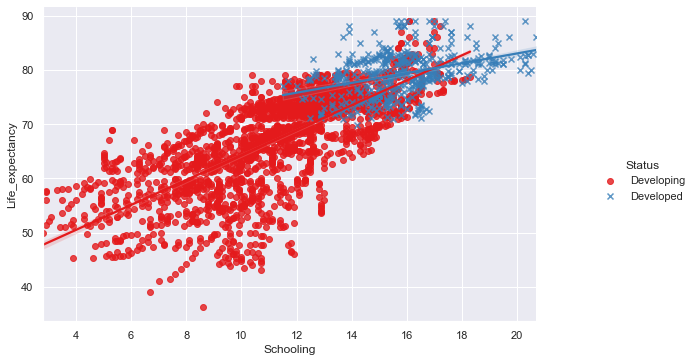 90
80
70
60
50
40
Life_expectancy
4 6 8 10 12 14 16 18 20
Schooling
Status
Developing
Developed